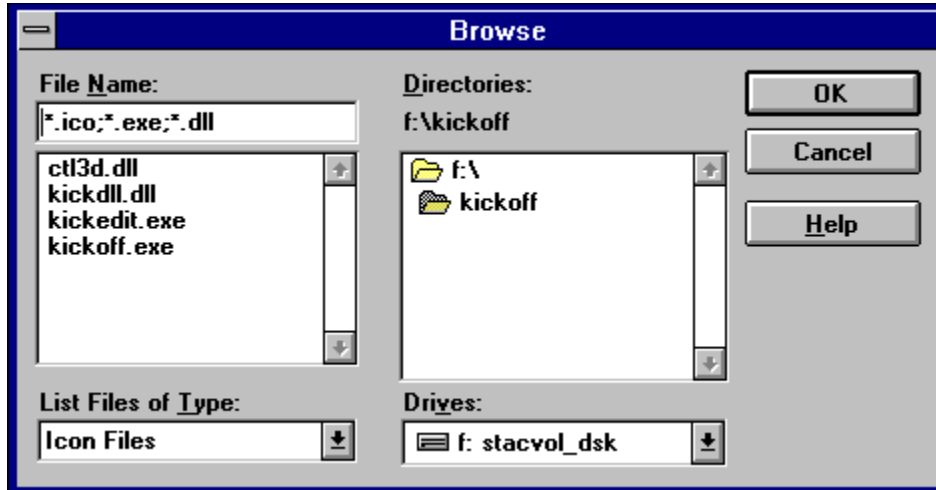 Browse
File Name:
*.ico;*.exe;*.dll
ctl3d.dll
kickdll.dll
kickedit.exe
kickoff.exe
List Files of Type:
Icon Files
Directories:
f:\kickoff
f:\
kickoff
Drives:
f: stacvol_dsk
OK
Cancel
Help